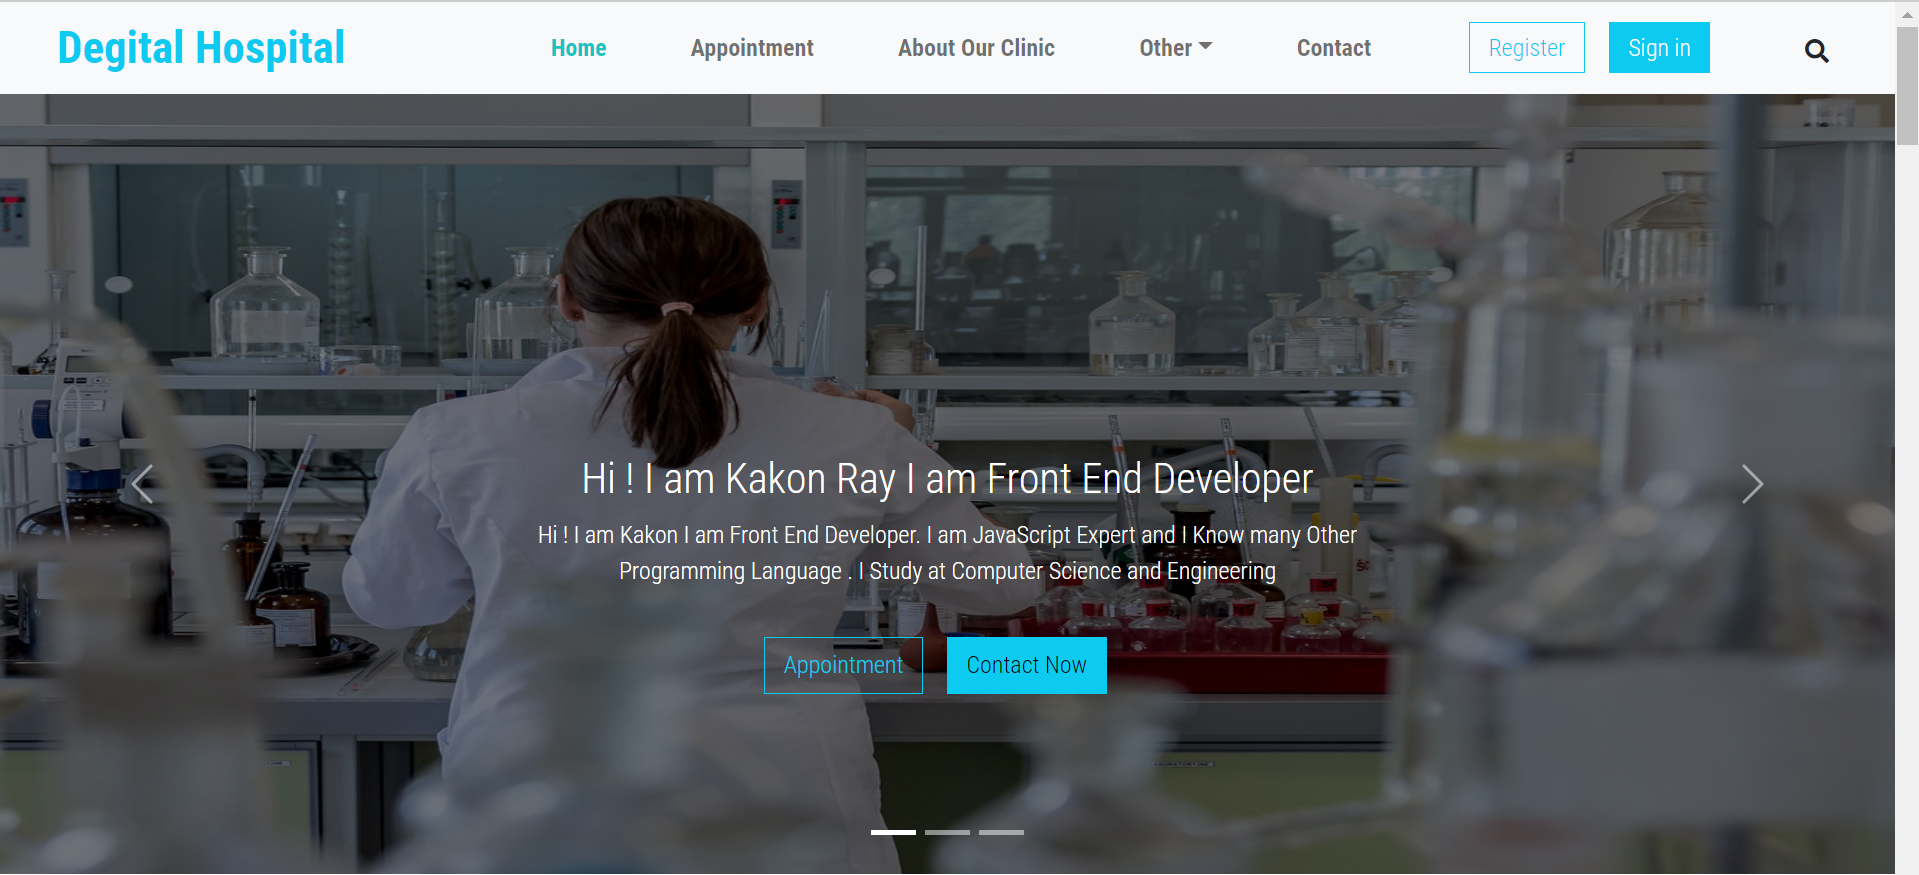 Degital Hospital
Home
Appointment
About Our Clinic
Other
Contact
Register
Sign in
Hi ! I am Kakon Ray I am Front End Developer
Hi ! I am Kakon I am Front End Developer. I am JavaScript Expert and I Know many Other
Programming Language . I Study at Computer Science and Engineering
Appointment
Contact Now